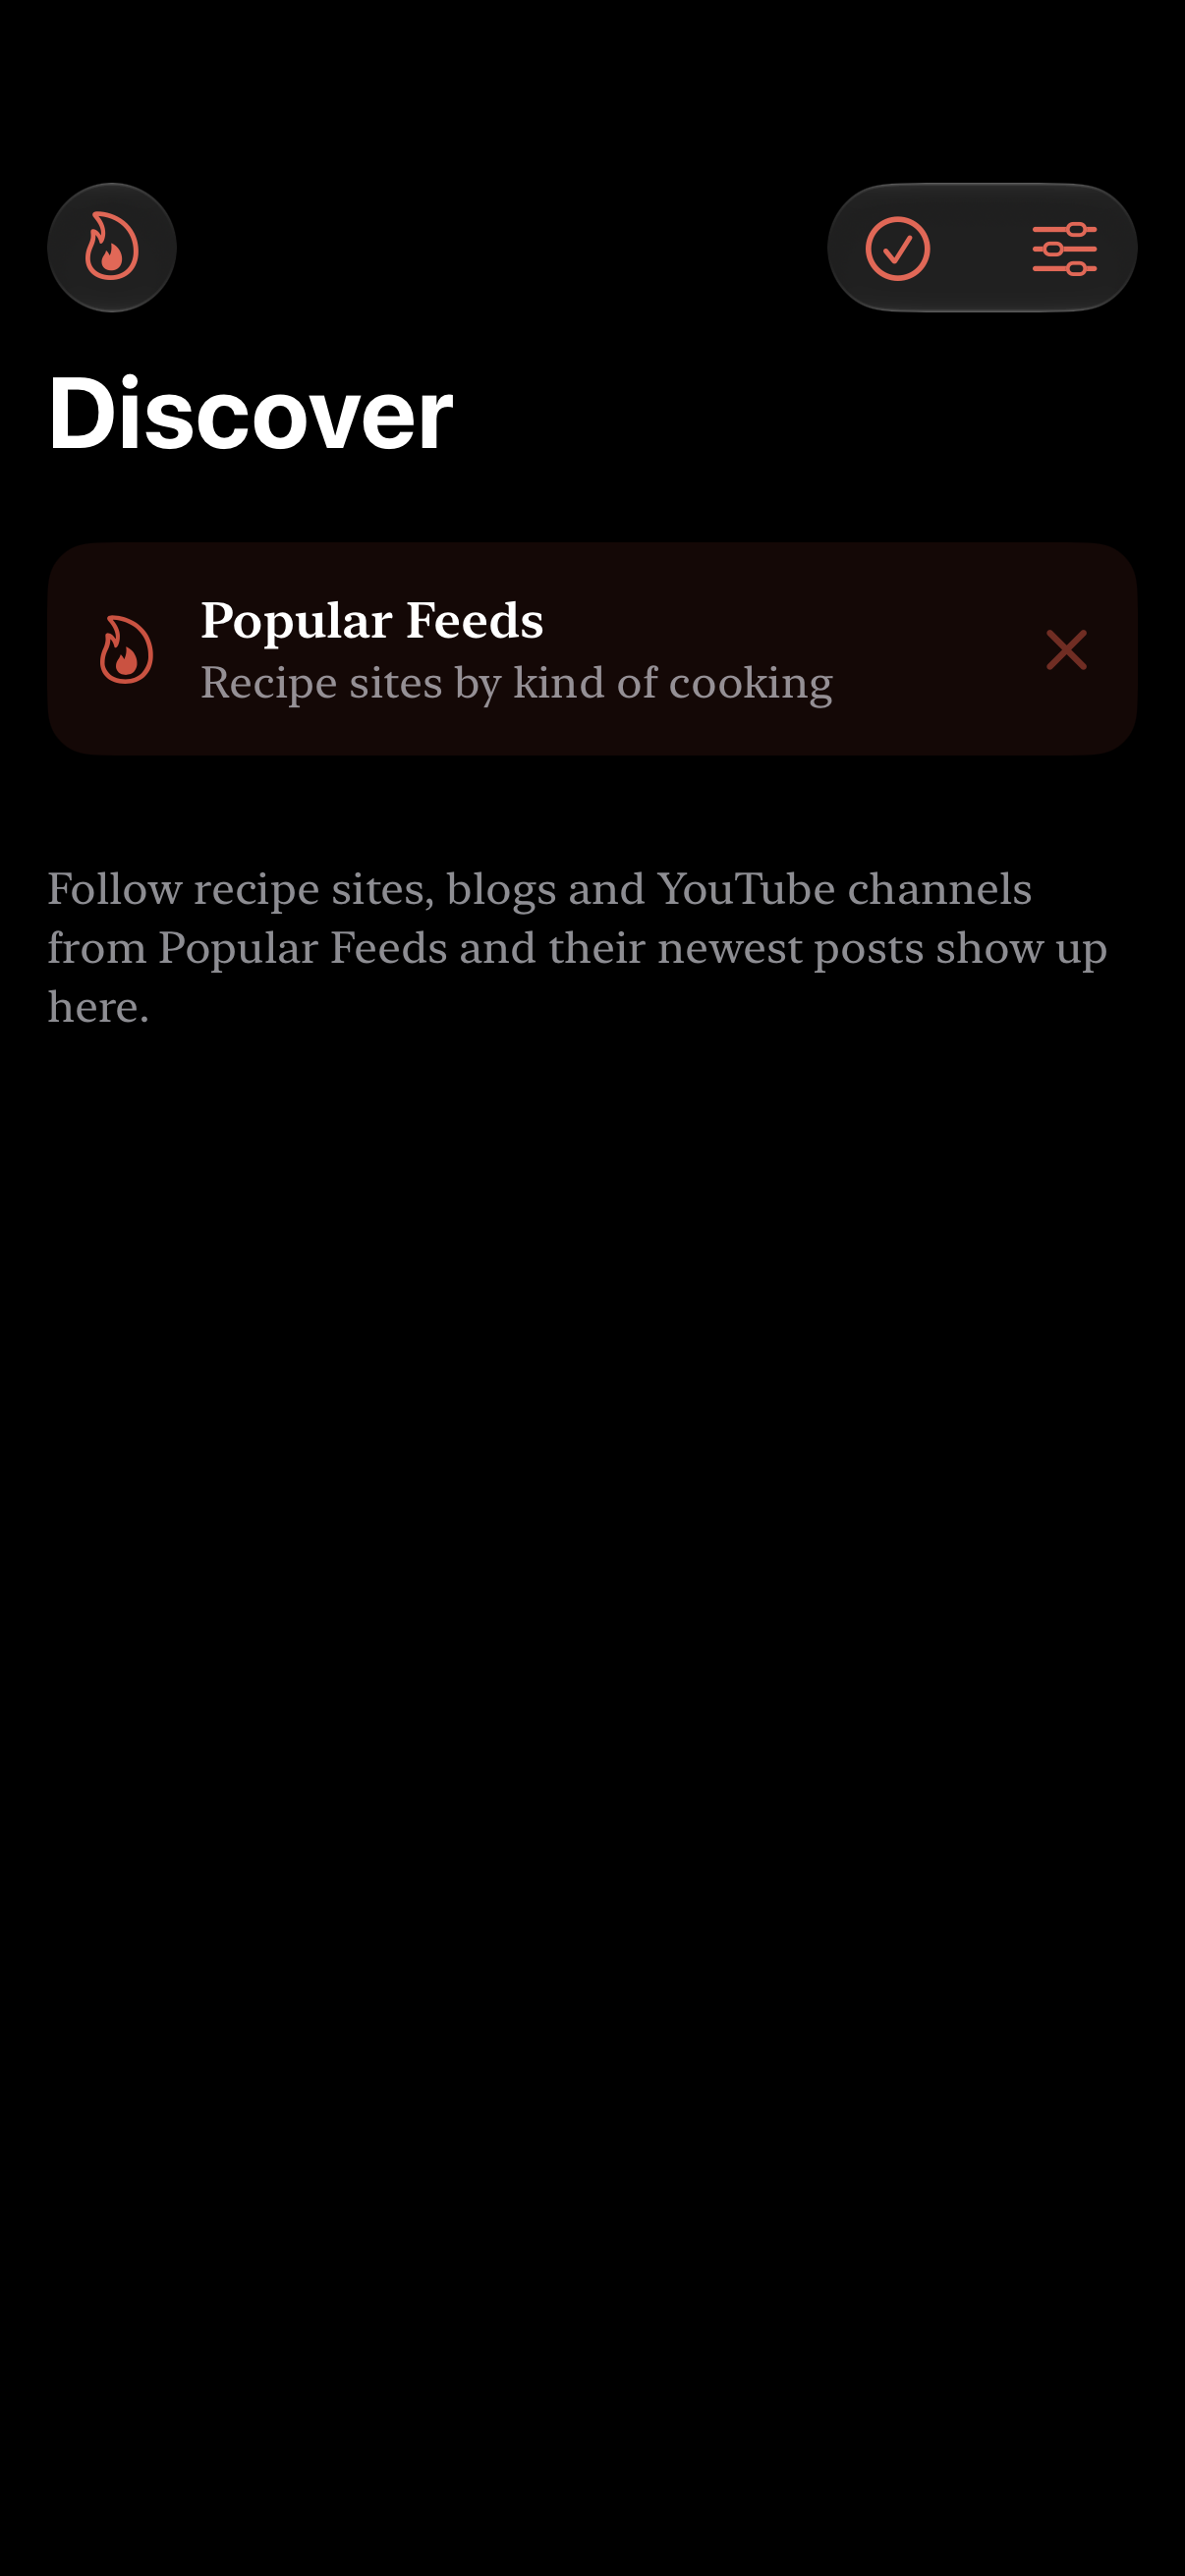 Discover
Popular Feeds
Recipe sites by kind of cooking
Follow recipe sites, blogs and YouTube channels
from Popular Feeds and their newest posts show up
here.